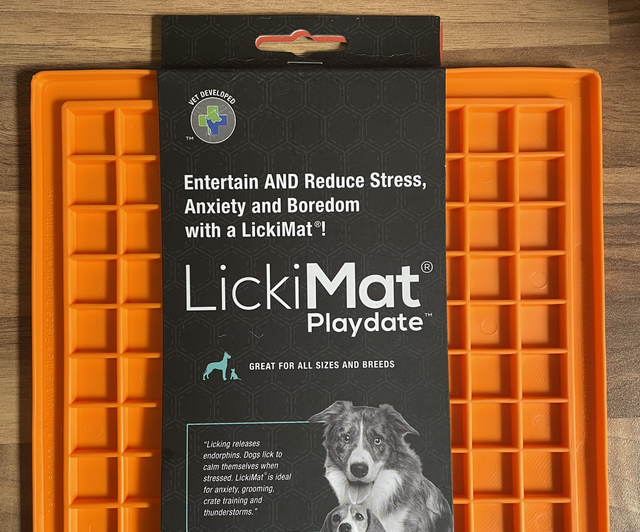 VET DEVELOPED
TM
Entertain AND Reduce Stress,
Anxiety and Boredom
with a LickiMat®!
LickiMat®
Playdate™
GREAT FOR ALL SIZES AND BREEDS
"Licking releases
endorphins. Dogs lick to
calm themselves when
stressed. LickiMat® is ideal
for anxiety, grooming,
crate training and
thunderstorms."